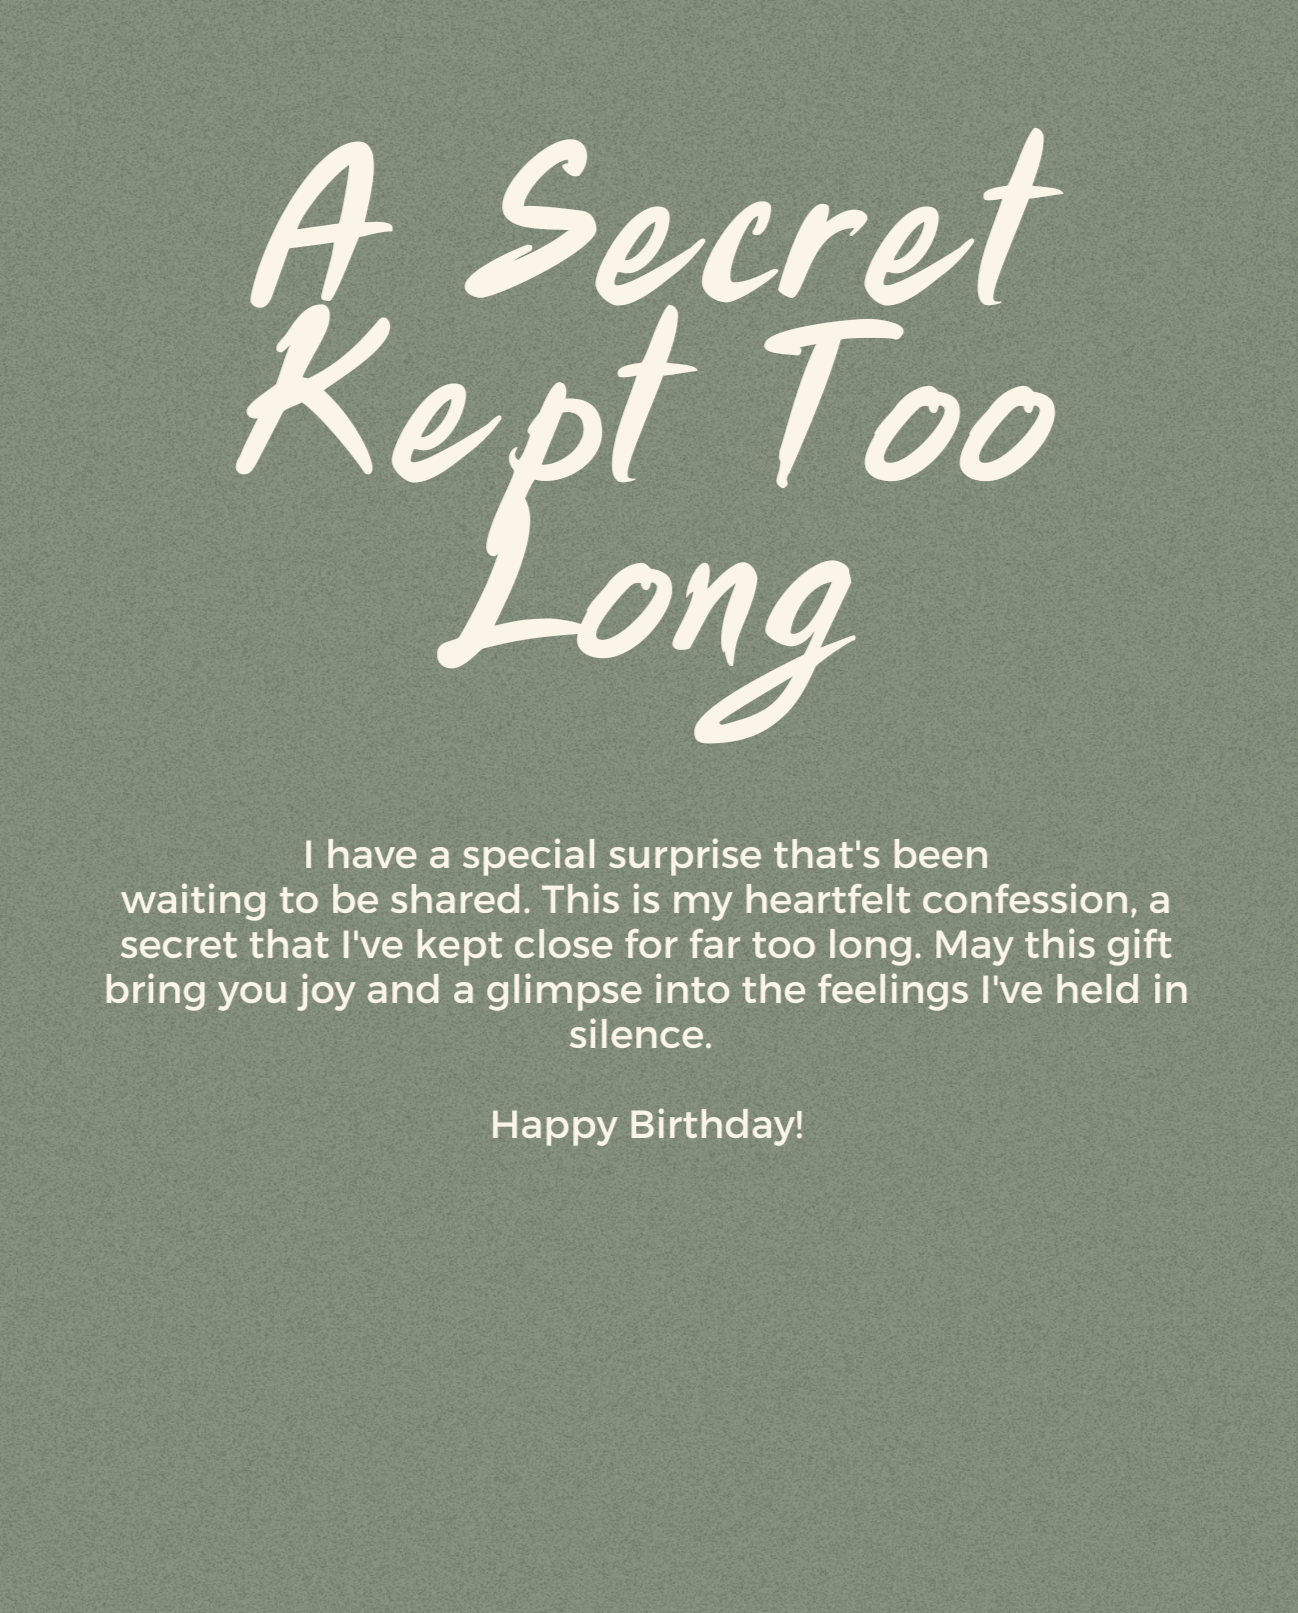 A Secret
Kept Too
Long
I have a special surprise that's been
waiting to be shared. This is my heartfelt confession, a
secret that I've kept close for far too long. May this gift
bring you joy and a glimpse into the feelings I've held in
silence.
Happy Birthday!